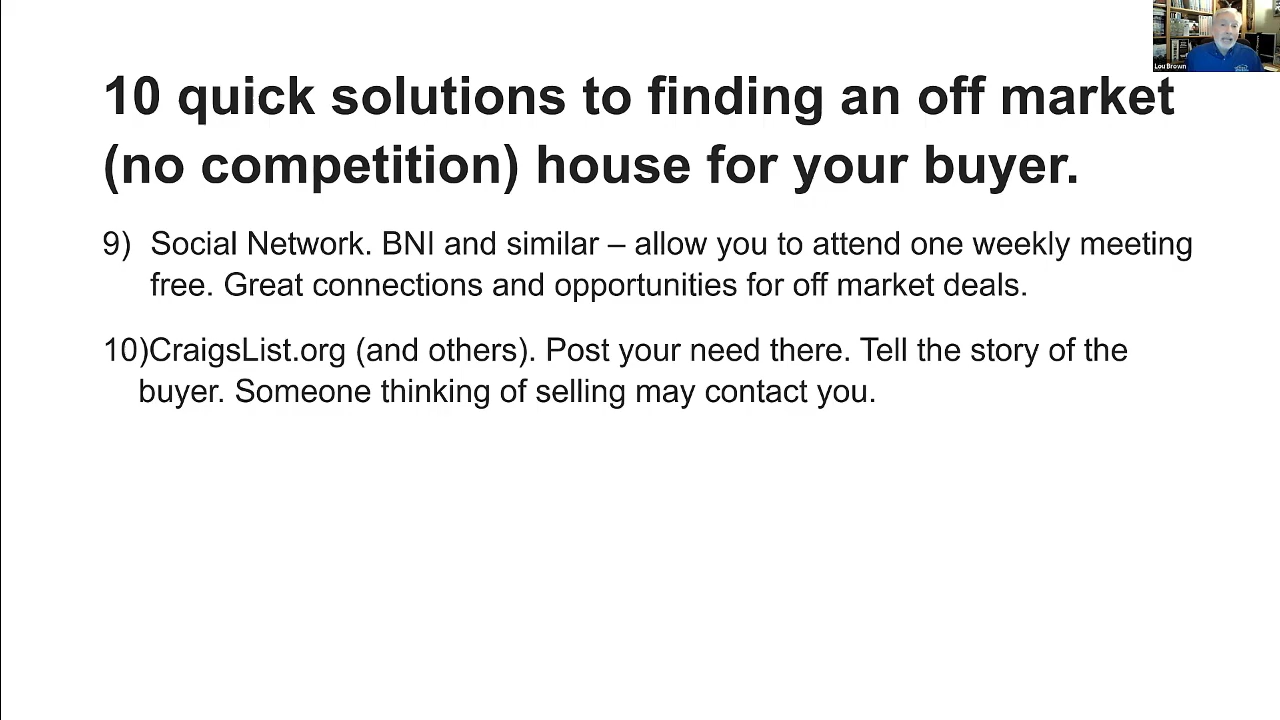 Lou Brown
10 quick solutions to finding an off market
(no competition) house for your buyer.
9) Social Network. BNI and similar – allow you to attend one weekly meeting
free. Great connections and opportunities for off market deals.
10)CraigsList.org (and others). Post your need there. Tell the story of the
buyer. Someone thinking of selling may contact you.